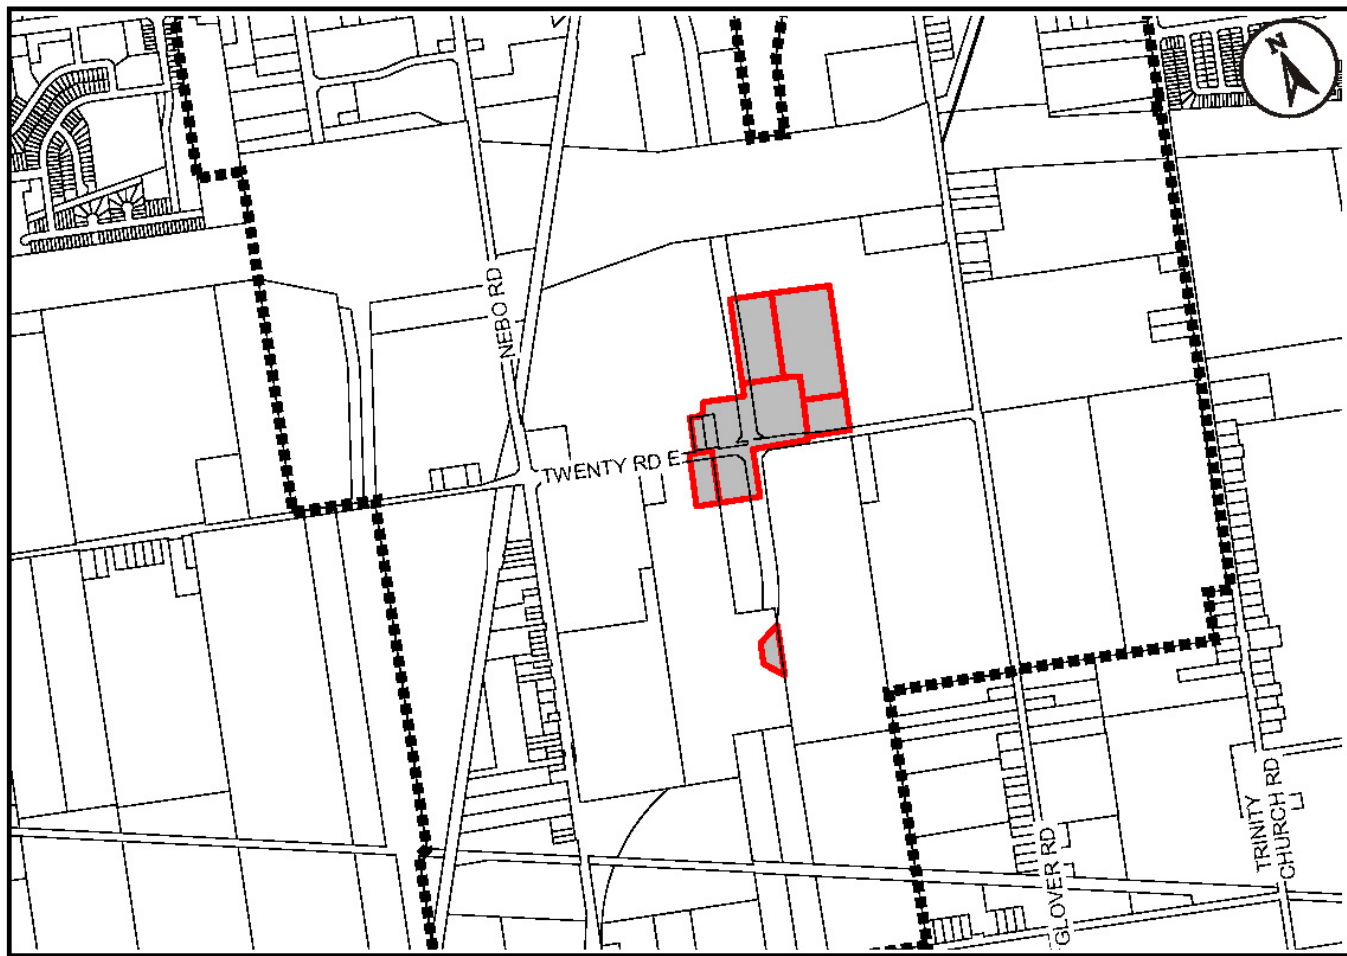 N
NEBO RD
TWENTY RD E
GLOVER RD
TRINITY
CHURCH RD